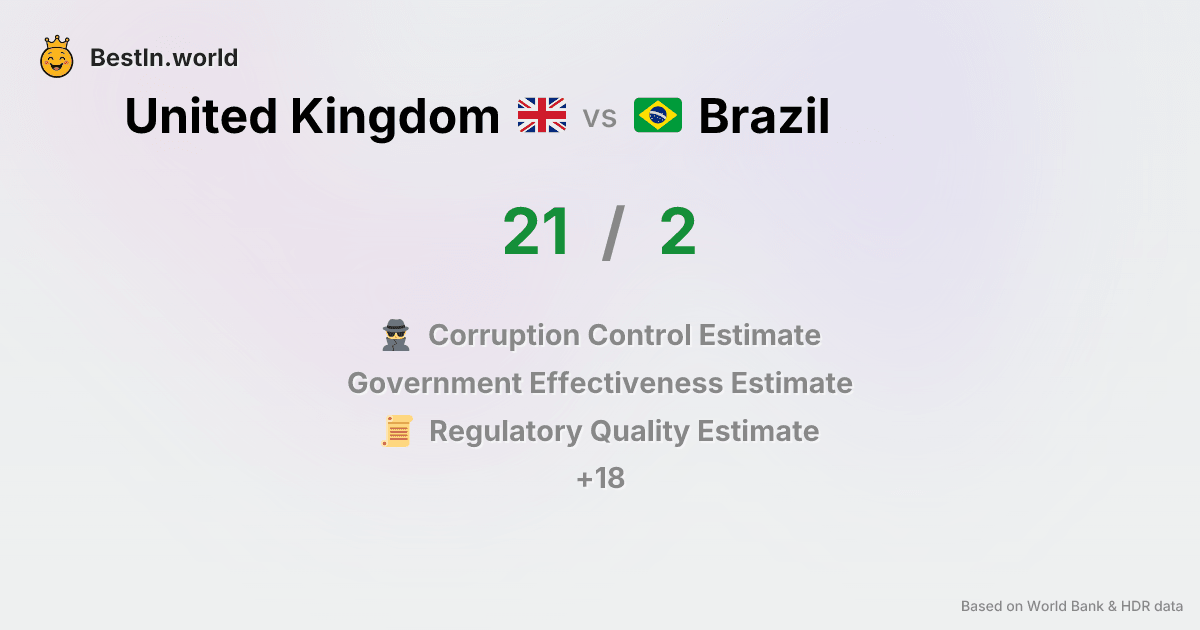 BestIn.world
United Kingdom vs Brazil
21 / 2
Corruption Control Estimate
Government Effectiveness Estimate
Regulatory Quality Estimate
+18
Based on World Bank & HDR data